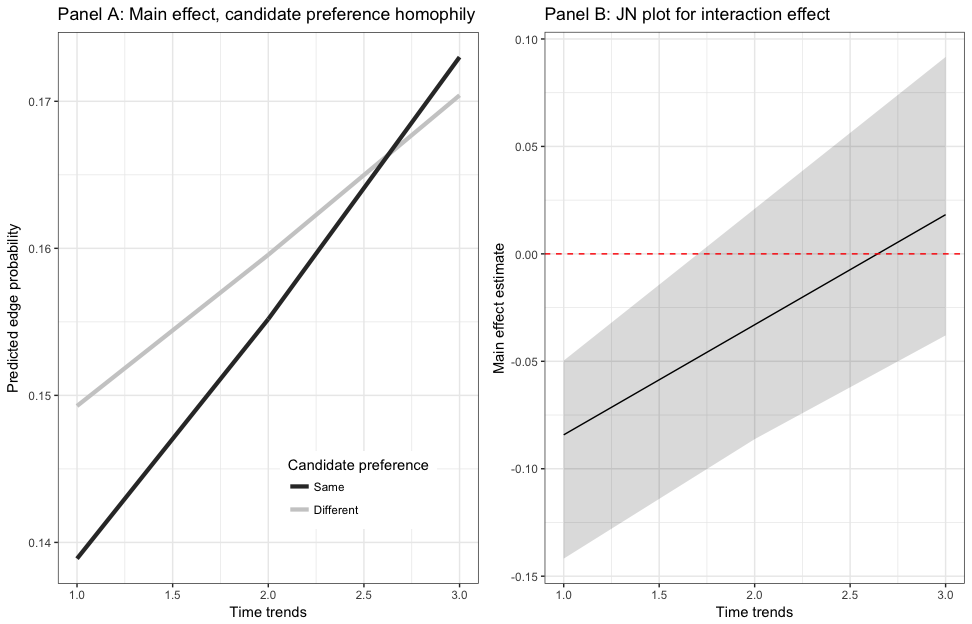 Panel A: Main effect, candidate preference homophily
Predicted edge probability
0.17
0.16
0.15
0.14
Candidate preference
Same
Different
1.0 1.5 2.0 2.5 3.0
Time trends
Panel B: JN plot for interaction effect
Main effect estimate
0.10
0.05
0.00
-0.05
-0.10
-0.15
1.0 1.5 2.0 2.5 3.0
Time trends